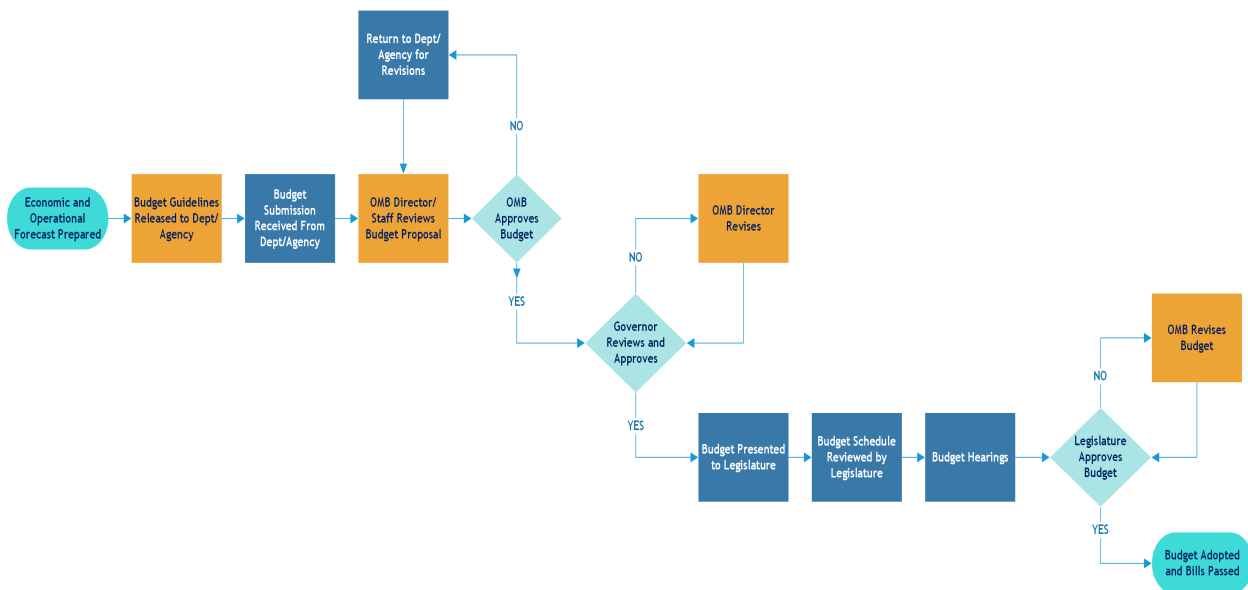 Return to Dept/
Agency for
Revisions
NO
Economic and
Operational
Forecast Prepared
Budget Guidelines
Released to Dept/
Agency
Budget
Submission
Received From
Dept/Agency
OMB Director/
Staff Reviews
Budget Proposal
OMB
Approves
Budget
YES
OMB Director
Revises
NO
Governor
Reviews and
Approves
YES
Budget Presented
to Legislature
Budget Schedule
Reviewed by
Legislature
Budget Hearings
Legislature
Approves
Budget
NO
OMB Revises
Budget
YES
Budget Adopted
and Bills Passed